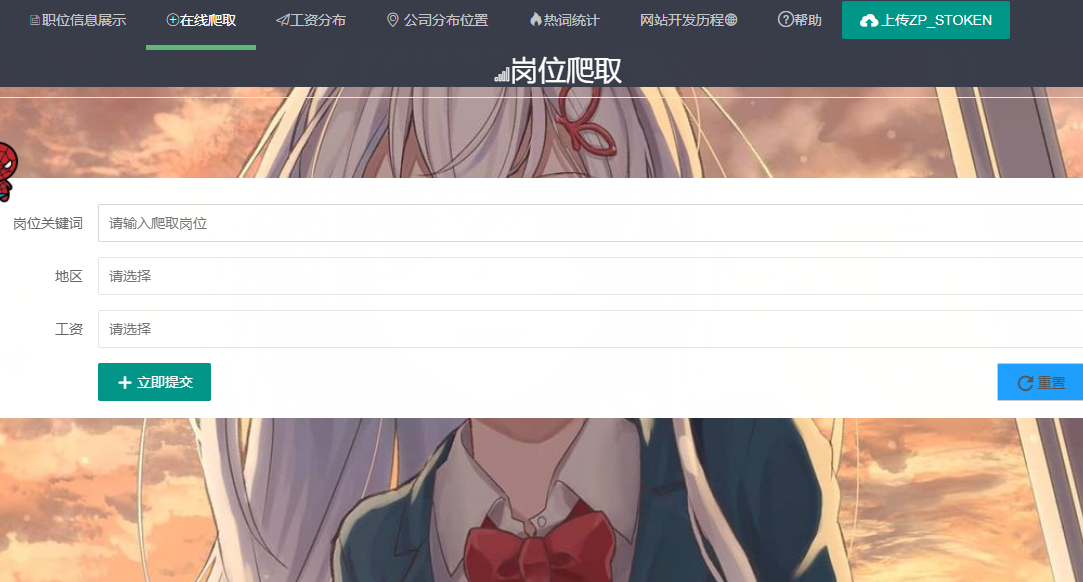 职位信息展示 在线爬取 工资分布 公司分布位置 热词统计 网站开发历程 帮助 上传ZP_STOKEN
岗位爬取
岗位关键词 请输入爬取岗位
地区 请选择
工资 请选择
立即提交 重置